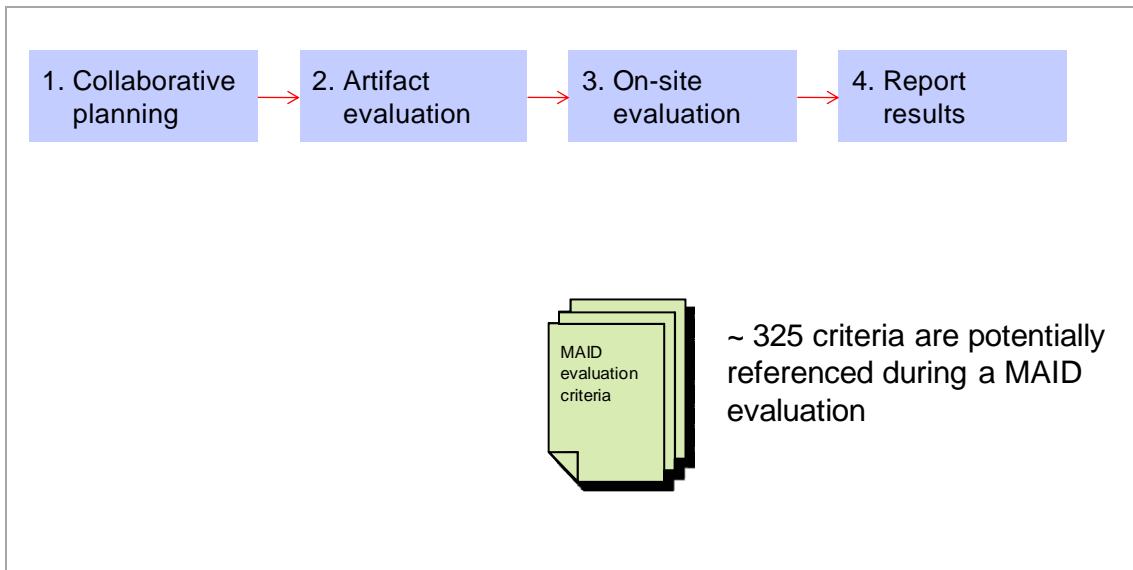 1. Collaborative
planning
2. Artifact
evaluation
3. On-site
evaluation
4. Report
results
MAID
evaluation
criteria
~ 325 criteria are potentially
referenced during a MAID
evaluation